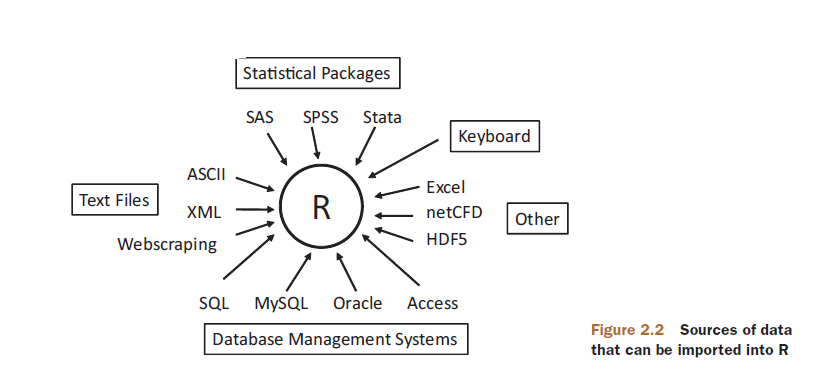 Statistical Packages
SAS SPSS Stata
Keyboard
ASCII
Excel
Text Files
R
XML
netCFD
Other
Webscraping
HDF5
SQL MySQL Oracle Access
Database Management Systems
Figure 2.2 Sources of data
that can be imported into R